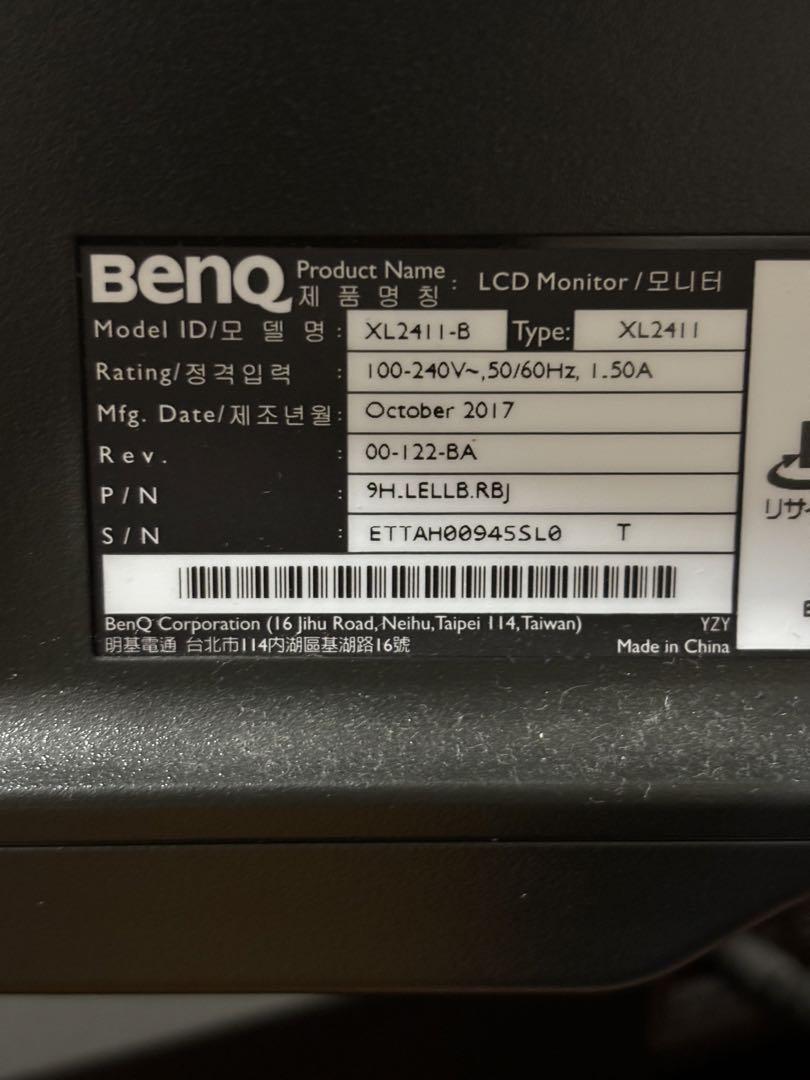 BenQ Product Name : LCD Monitor / 모니터
제 품 명 칭
Model ID/모 델 명 : XL2411-B Type: XL2411
Rating/정격입력 : 100-240V~,50/60Hz, 1.50A
Mfg. Date/제조년월: October 2017
Rev. : 00-122-BA
P/N : 9H.LELLB.RBJ
S/N : ETTAH00945SL0 T
BenQ Corporation (16 Jihu Road, Neihu, Taipei 114, Taiwan) YZY
明基電通 台北市114內湖區基湖路16號 Made in China
リサ